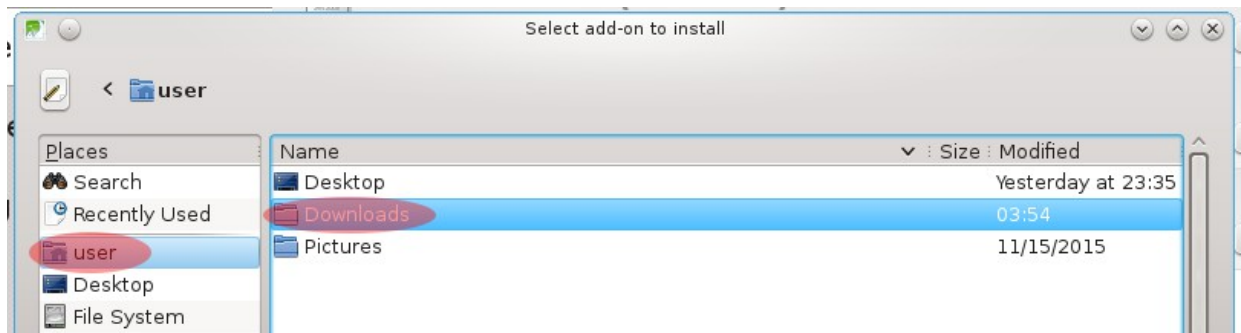 Select add-on to install
user
Places
Name Size Modified
Search
Desktop Yesterday at 23:35
Recently Used
Downloads 03:54
user
Pictures 11/15/2015
Desktop
File System